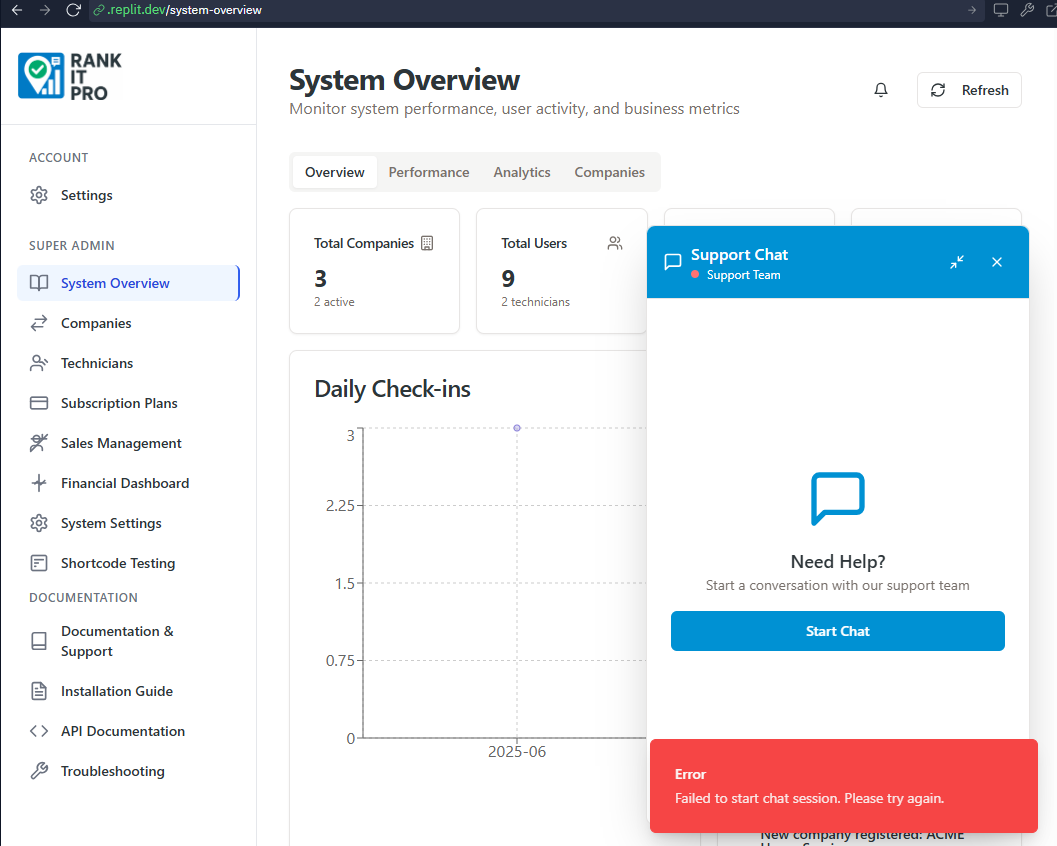 .replit.dev/system-overview
RANK
IT
PRO
ACCOUNT
Settings
SUPER ADMIN
System Overview
Companies
Technicians
Subscription Plans
Sales Management
Financial Dashboard
System Settings
Shortcode Testing
DOCUMENTATION
Documentation &
Support
Installation Guide
API Documentation
Troubleshooting
System Overview
Monitor system performance, user activity, and business metrics
Refresh
Overview Performance Analytics Companies
Total Companies
3
2 active
Total Users
9
2 technicians
Daily Check-ins
3
2.25
1.5
0.75
0
2025-06
Support Chat
Support Team
Need Help?
Start a conversation with our support team
Start Chat
Error
Failed to start chat session. Please try again.
New company registered: ACME